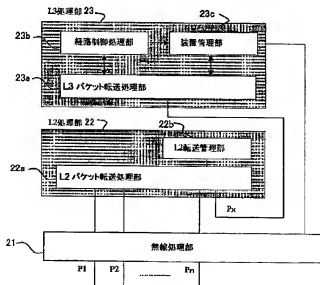 L3処理部 23
23c
23b
経路制御処理部
装置管理部
23a
L3 パケット転送処理部
L2処理部 22
22b
L2転送管理部
22a
L2 パケット転送処理部
Px
21
無線処理部
P1 P2 ............ Pn